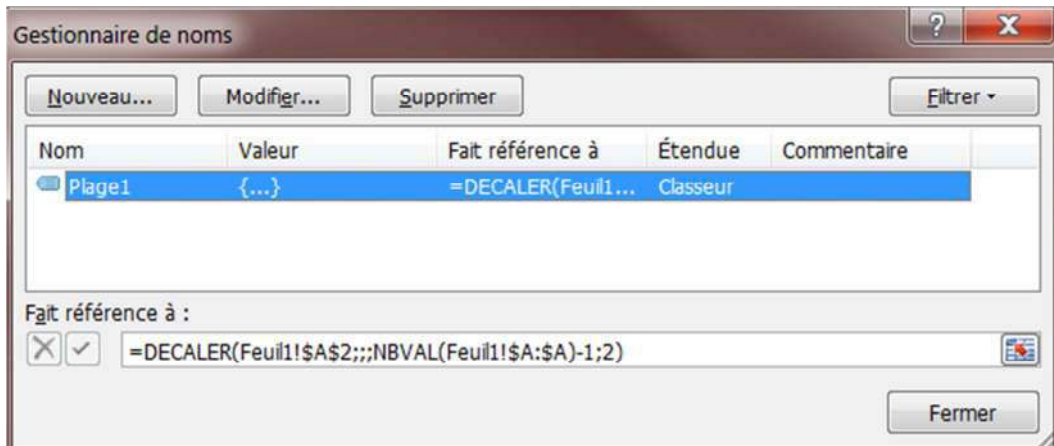 Gestionnaire de noms
Nouveau... Modifier... Supprimer Filtrer
Nom Valeur Fait référence à Étendue Commentaire
Plage1 {...} =DECALER(Feuil1... Classeur
Fait référence à :
=DECALER(Feuil1!$A$2;;;NBVAL(Feuil1!$A:$A)-1;2)
Fermer